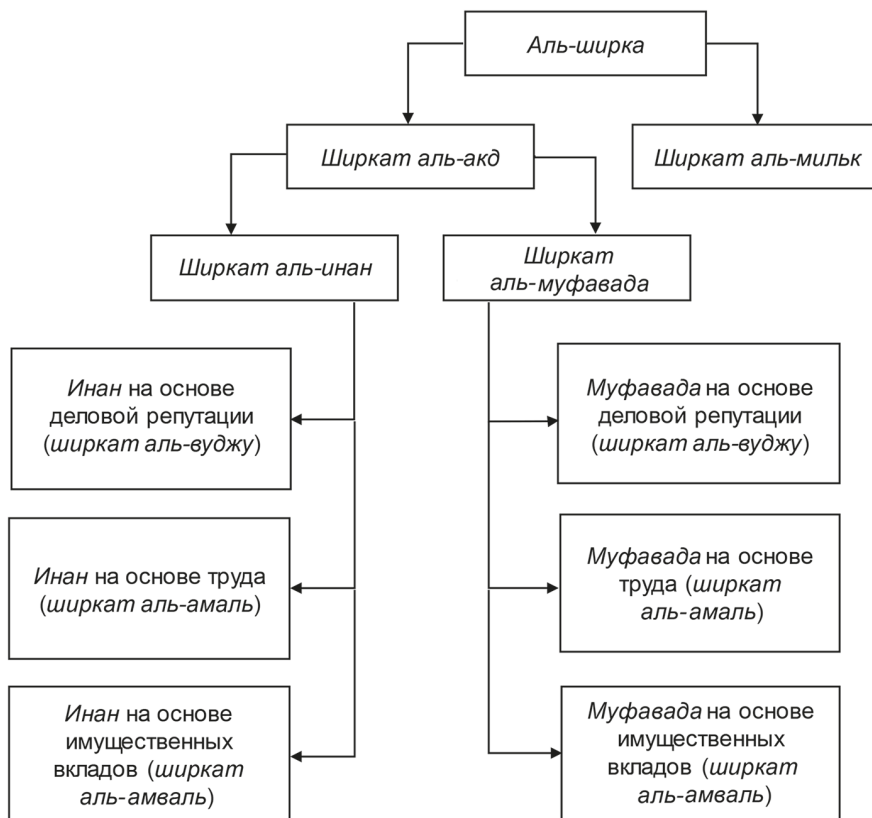 Аль-ширка
Ширкат аль-акд
Ширкат аль-мильк
Ширкат аль-инан
Ширкат
аль-муфавада
Инан на основе
деловой репутации
(ширкат аль-вуджу)
Муфавада на основе
деловой репутации
(ширкат аль-вуджу)
Инан на основе труда
(ширкат аль-амаль)
Муфавада на основе
труда (ширкат
аль-амаль)
Инан на основе
имущественных
вкладов (ширкат
аль-амваль)
Муфавада на основе
имущественных
вкладов (ширкат
аль-амваль)